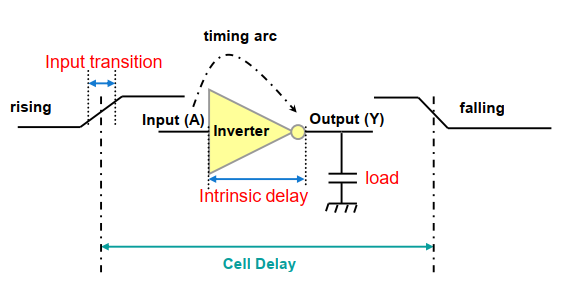 timing arc
Input transition
rising
Input (A)
Inverter
Output (Y)
falling
load
Intrinsic delay
Cell Delay